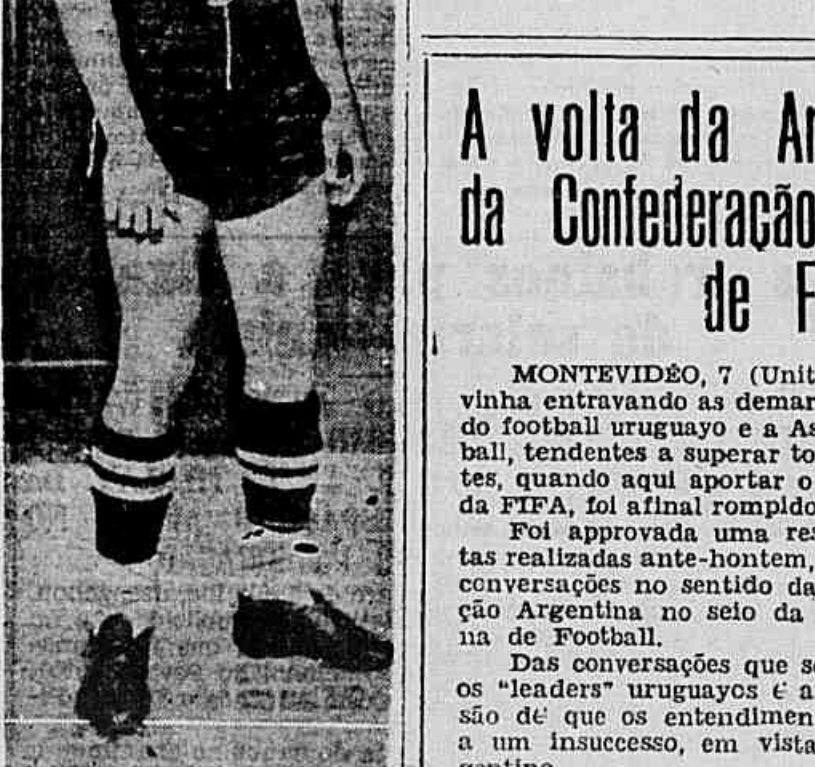 A volta da Ar
da Confederação
de F
MONTEVIDÉO, 7 (Unit
vinha entravando as demar
do football uruguayo e a As
ball, tendentes a superar to
tes, quando aqui aportar o
da FIFA, foi afinal rompido
Foi approvada uma res
tas realizadas ante-hontem,
conversações no sentido da
ção Argentina no seio da
na de Football.
Das conversações que se
os "leaders" uruguayos é a
são de que os entendimen
a um insuccesso, em vista
gentino